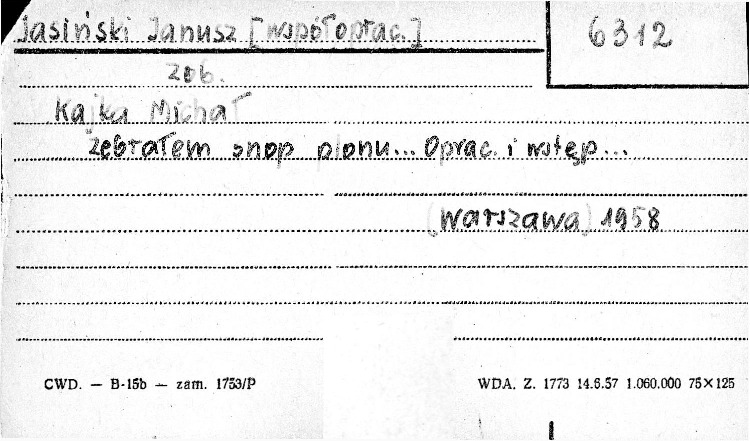 Jasiński Janusz [współoprac.]
6312
zob.
Kajka Michał
Zebrałem snop plonu... Oprac. i wstęp...
(Warszawa) 1958
CWD. — B-15b — zam. 1753/P
WDA. Z. 1773 14.6.57 1.060.000 75×125